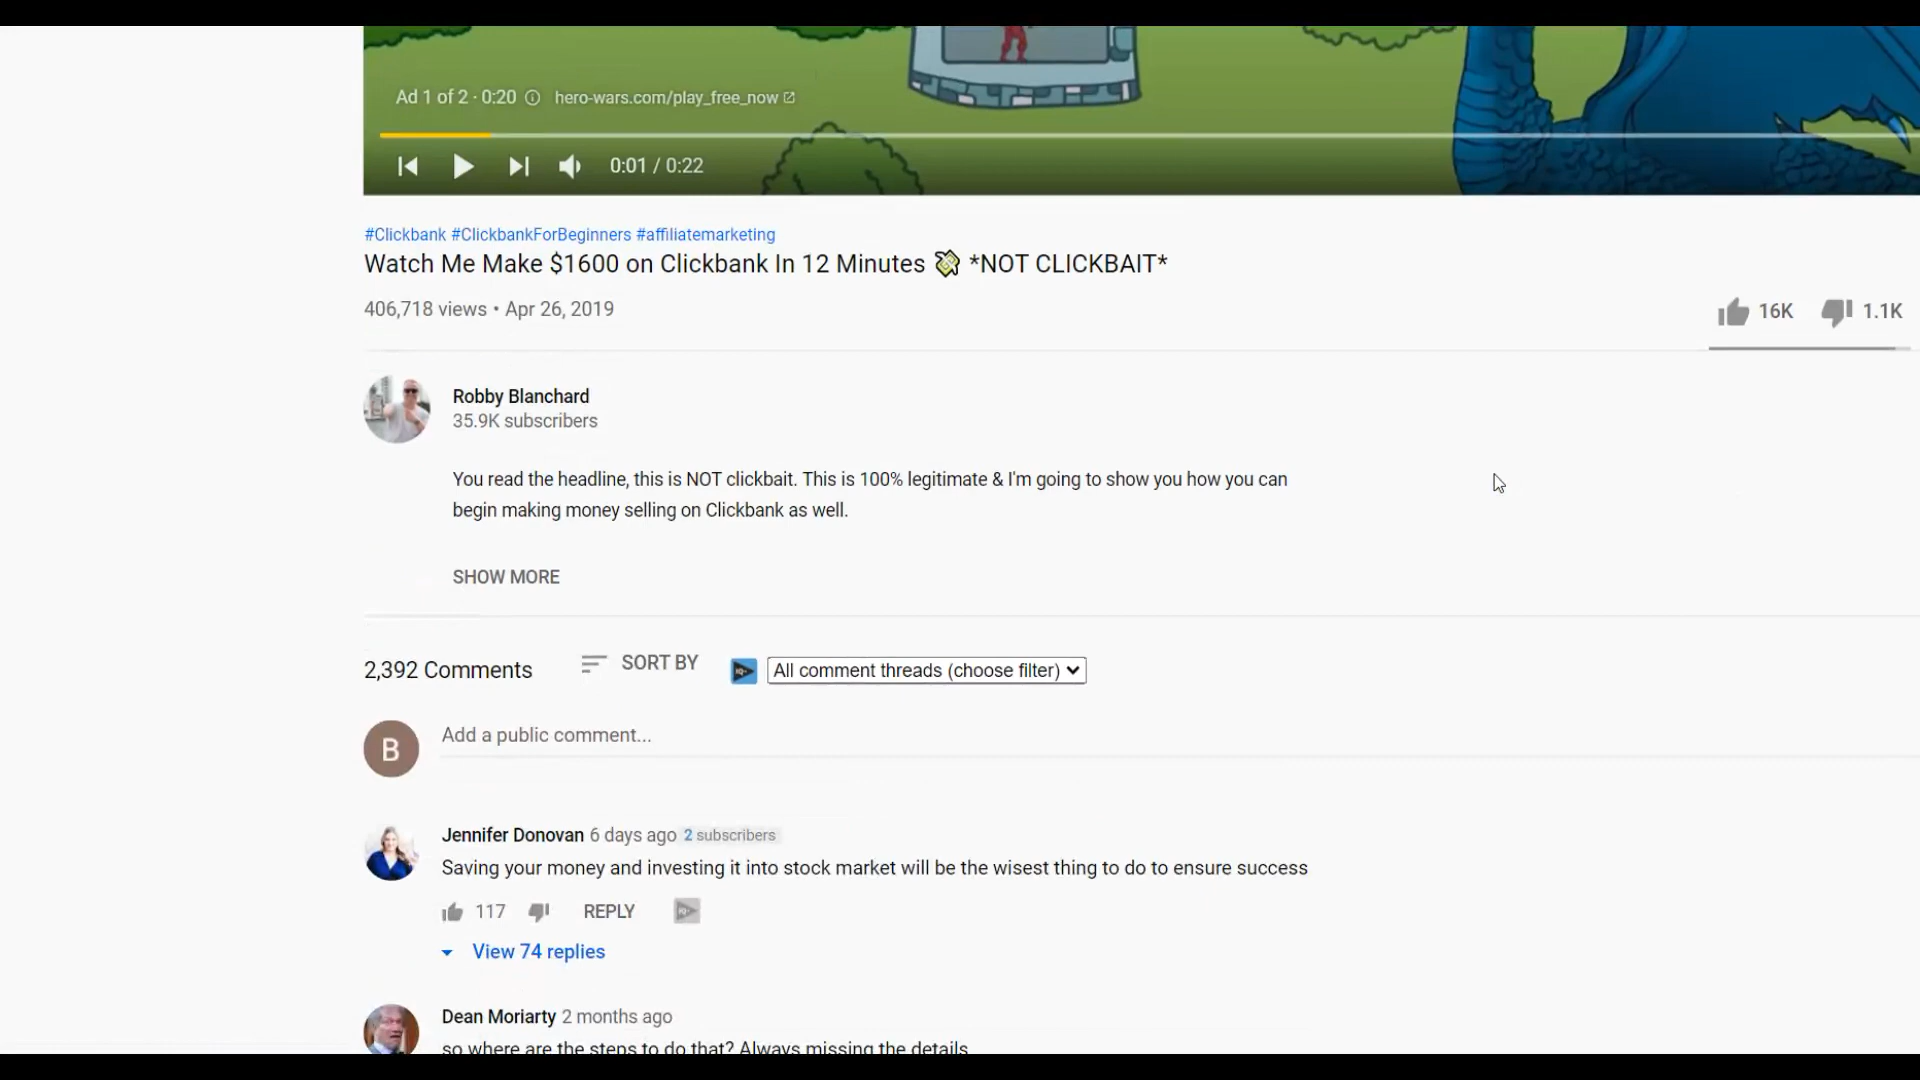 Ad 1 of 2 · 0:20 hero-wars.com/play_free_now
0:01 / 0:22
#Clickbank #ClickbankForBeginners #affiliatemarketing
Watch Me Make $1600 on Clickbank In 12 Minutes 💸 *NOT CLICKBAIT*
406,718 views • Apr 26, 2019
16K 1.1K
Robby Blanchard
35.9K subscribers
You read the headline, this is NOT clickbait. This is 100% legitimate & I'm going to show you how you can
begin making money selling on Clickbank as well.
SHOW MORE
2,392 Comments SORT BY All comment threads (choose filter)
B Add a public comment...
Jennifer Donovan 6 days ago 2 subscribers
Saving your money and investing it into stock market will be the wisest thing to do to ensure success
117 REPLY
View 74 replies
Dean Moriarty 2 months ago
so where are the steps to do that? Always missing the details